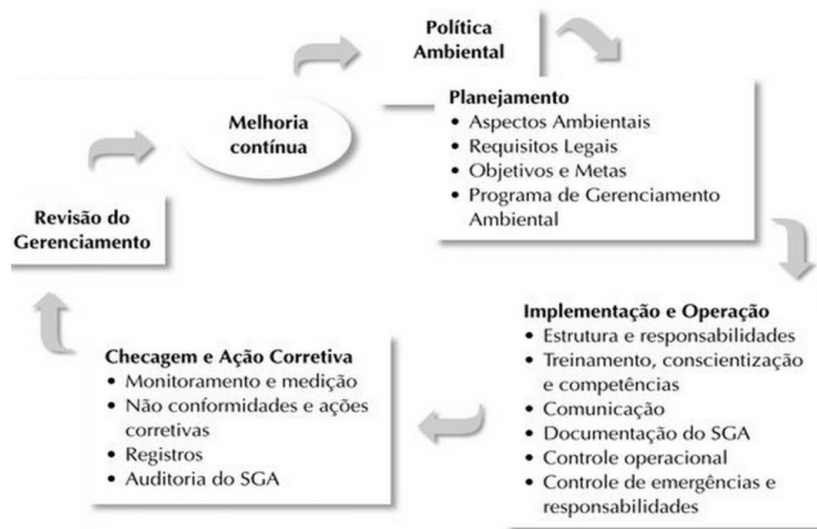 Política
Ambiental
Planejamento
• Aspectos Ambientais
• Requisitos Legais
• Objetivos e Metas
• Programa de Gerenciamento
Ambiental
Implementação e Operação
• Estrutura e responsabilidades
• Treinamento, conscientização
e competências
• Comunicação
• Documentação do SGA
• Controle operacional
• Controle de emergências e
responsabilidades
Checagem e Ação Corretiva
• Monitoramento e medição
• Não conformidades e ações
corretivas
• Registros
• Auditoria do SGA
Revisão do
Gerenciamento
Melhoria
contínua